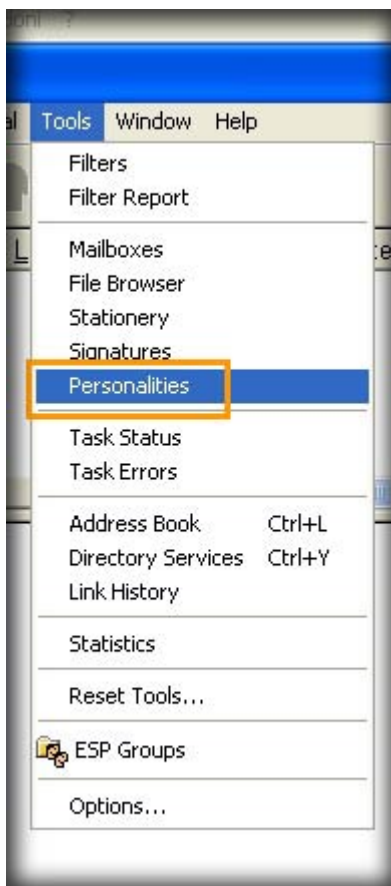 Tools Window Help
Filters
Filter Report
Mailboxes
File Browser
Stationery
Signatures
Personalities
Task Status
Task Errors
Address Book Ctrl+L
Directory Services Ctrl+Y
Link History
Statistics
Reset Tools...
ESP Groups
Options...